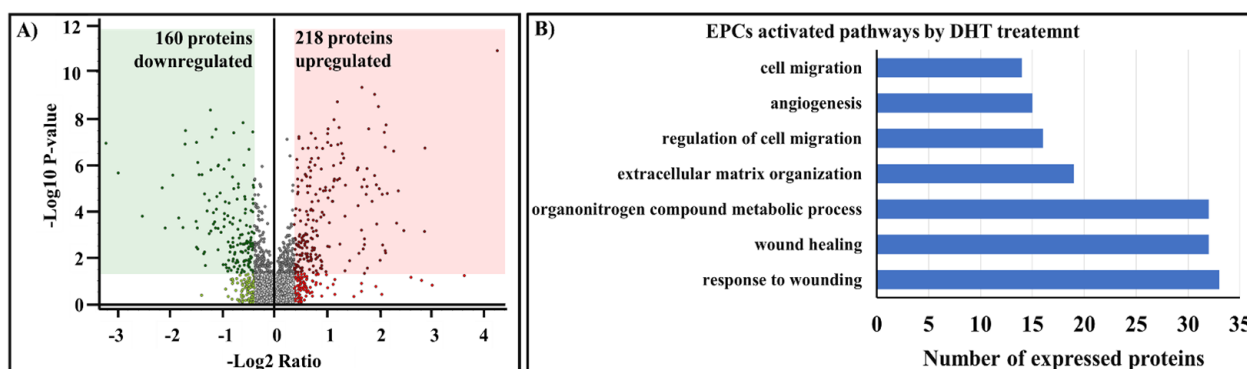 A)
160 proteins
downregulated
218 proteins
upregulated
12
10
8
6
4
2
0
-Log10 P-value
-3
-2
-1
0
1
2
3
4
-Log2 Ratio
B)
EPCs activated pathways by DHT treatemnt
cell migration
angiogenesis
regulation of cell migration
extracellular matrix organization
organonitrogen compound metabolic process
wound healing
response to wounding
0
5
10
15
20
25
30
35
Number of expressed proteins